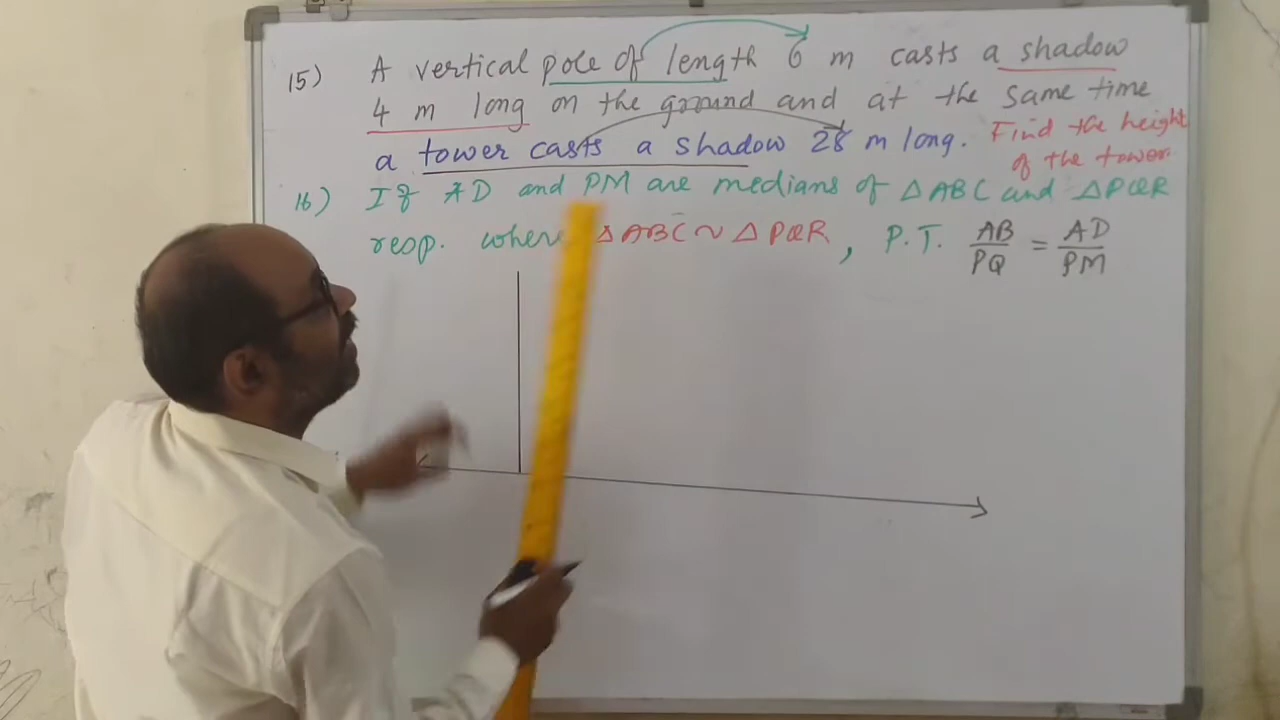 15) A vertical pole of length 6 m casts a shadow
4 m long on the ground and at the same time
a tower casts a shadow 28 m long. Find the height
of the tower.
16) If AD and PM are medians of △ABC and △PQR
resp. where △ABC ~ △PQR, P.T. AB/PQ = AD/PM